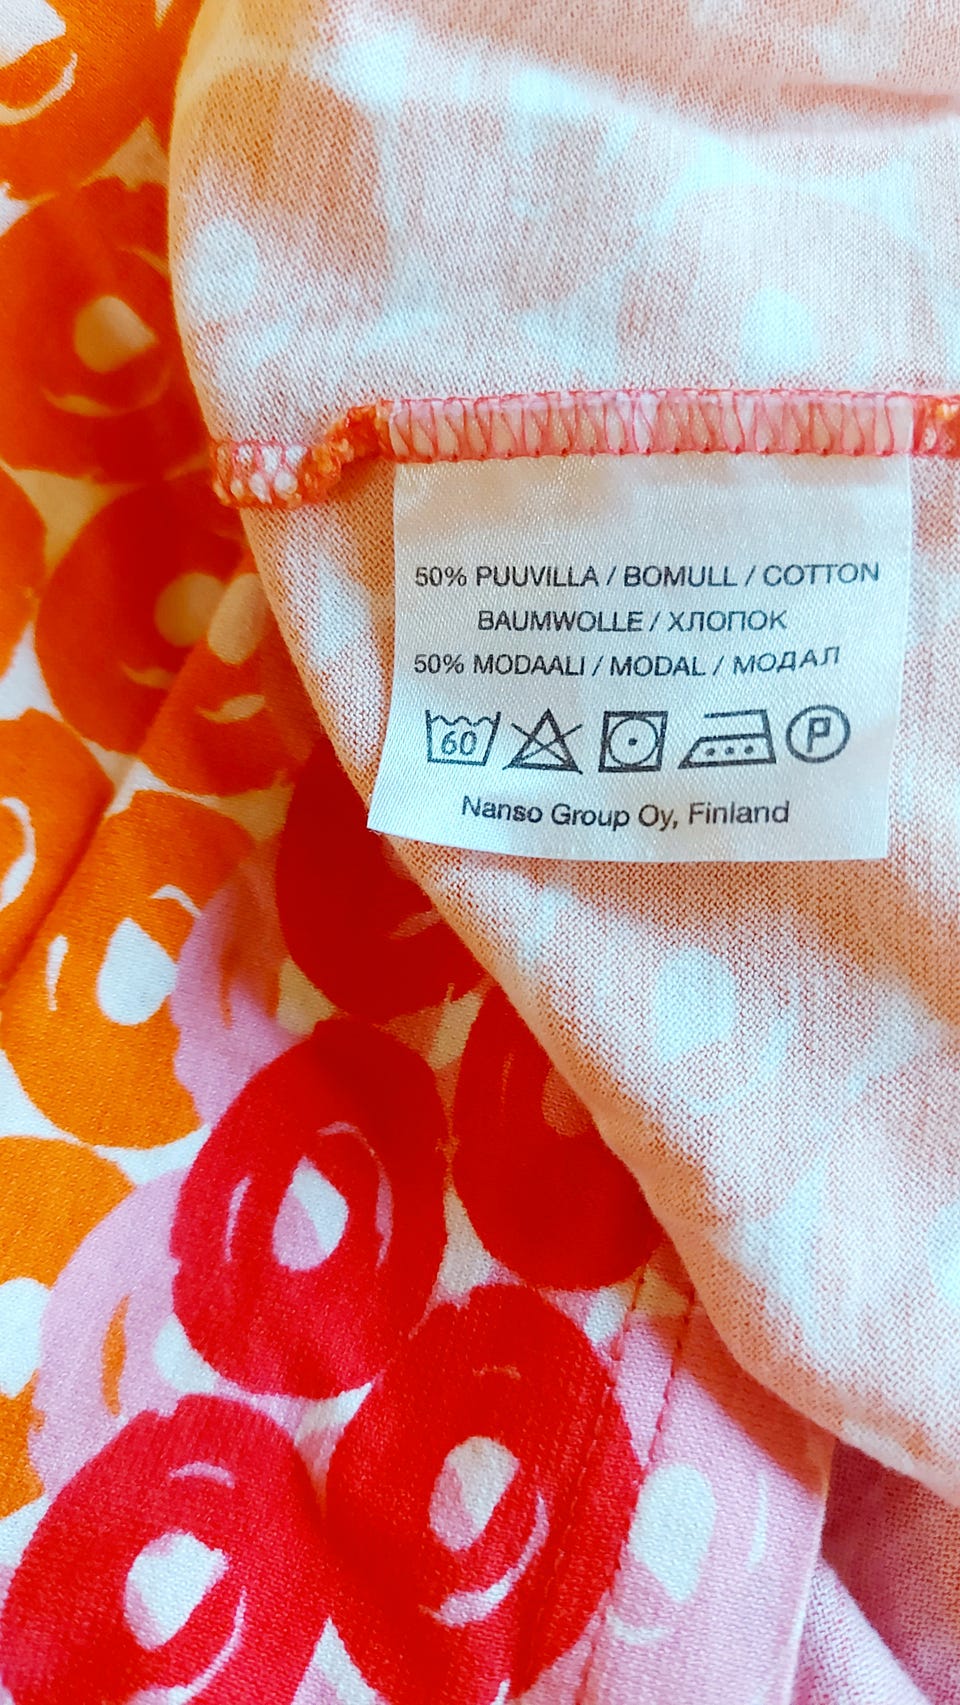 50% PUUVILLA / BOMULL / COTTON
BAUMWOLLE / ХЛОПОК
50% MODAALI / MODAL / МОДАЛ
60 P
Nanso Group Oy, Finland